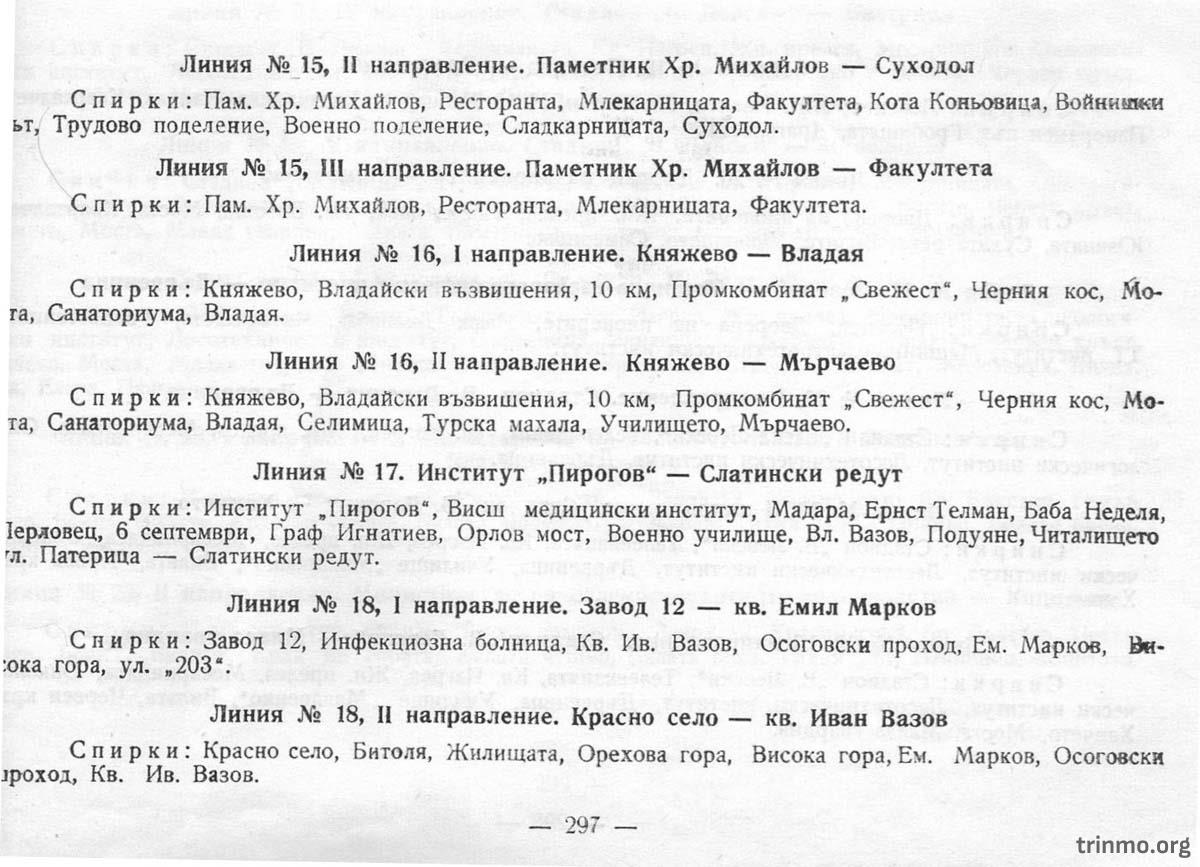 Линия № 15, II направление. Паметник Хр. Михайлов — Суходол
Спирки: Пам. Хр. Михайлов, Ресторанта, Млекарницата, Факултета, Кота Коньовица, Войнишки
ът, Трудово поделение, Военно поделение, Сладкарницата, Суходол.
Линия № 15, III направление. Паметник Хр. Михайлов — Факултета
Спирки: Пам. Хр. Михайлов, Ресторанта, Млекарницата, Факултета.
Линия № 16, I направление. Княжево — Владая
Спирки: Княжево, Владайски възвишения, 10 км, Промкомбинат „Свежест“, Черния кос, Мо-
та, Санаториума, Владая.
Линия № 16, II направление. Княжево — Мърчаево
Спирки: Княжево, Владайски възвишения, 10 км, Промкомбинат „Свежест“, Черния кос, Мо-
та, Санаториума, Владая, Селимица, Турска махала, Училището, Мърчаево.
Линия № 17. Институт „Пирогов“ — Слатински редут
Спирки: Институт „Пирогов“, Висш медицински институт, Мадара, Ернст Телман, Баба Неделя,
Перловец, 6 септември, Граф Игнатиев, Орлов мост, Военно училище, Вл. Вазов, Подуяне, Читалището
ул. Патерица — Слатински редут.
Линия № 18, I направление. Завод 12 — кв. Емил Марков
Спирки: Завод 12, Инфекциозна болница, Кв. Ив. Вазов, Осоговски проход, Ем. Марков, Ви-
сока гора, ул. „203“.
Линия № 18, II направление. Красно село — кв. Иван Вазов
Спирки: Красно село, Битоля, Жилищата, Орехова гора, Висока гора, Ем. Марков, Осоговски
проход, Кв. Ив. Вазов.
— 297 —
trinmo.org